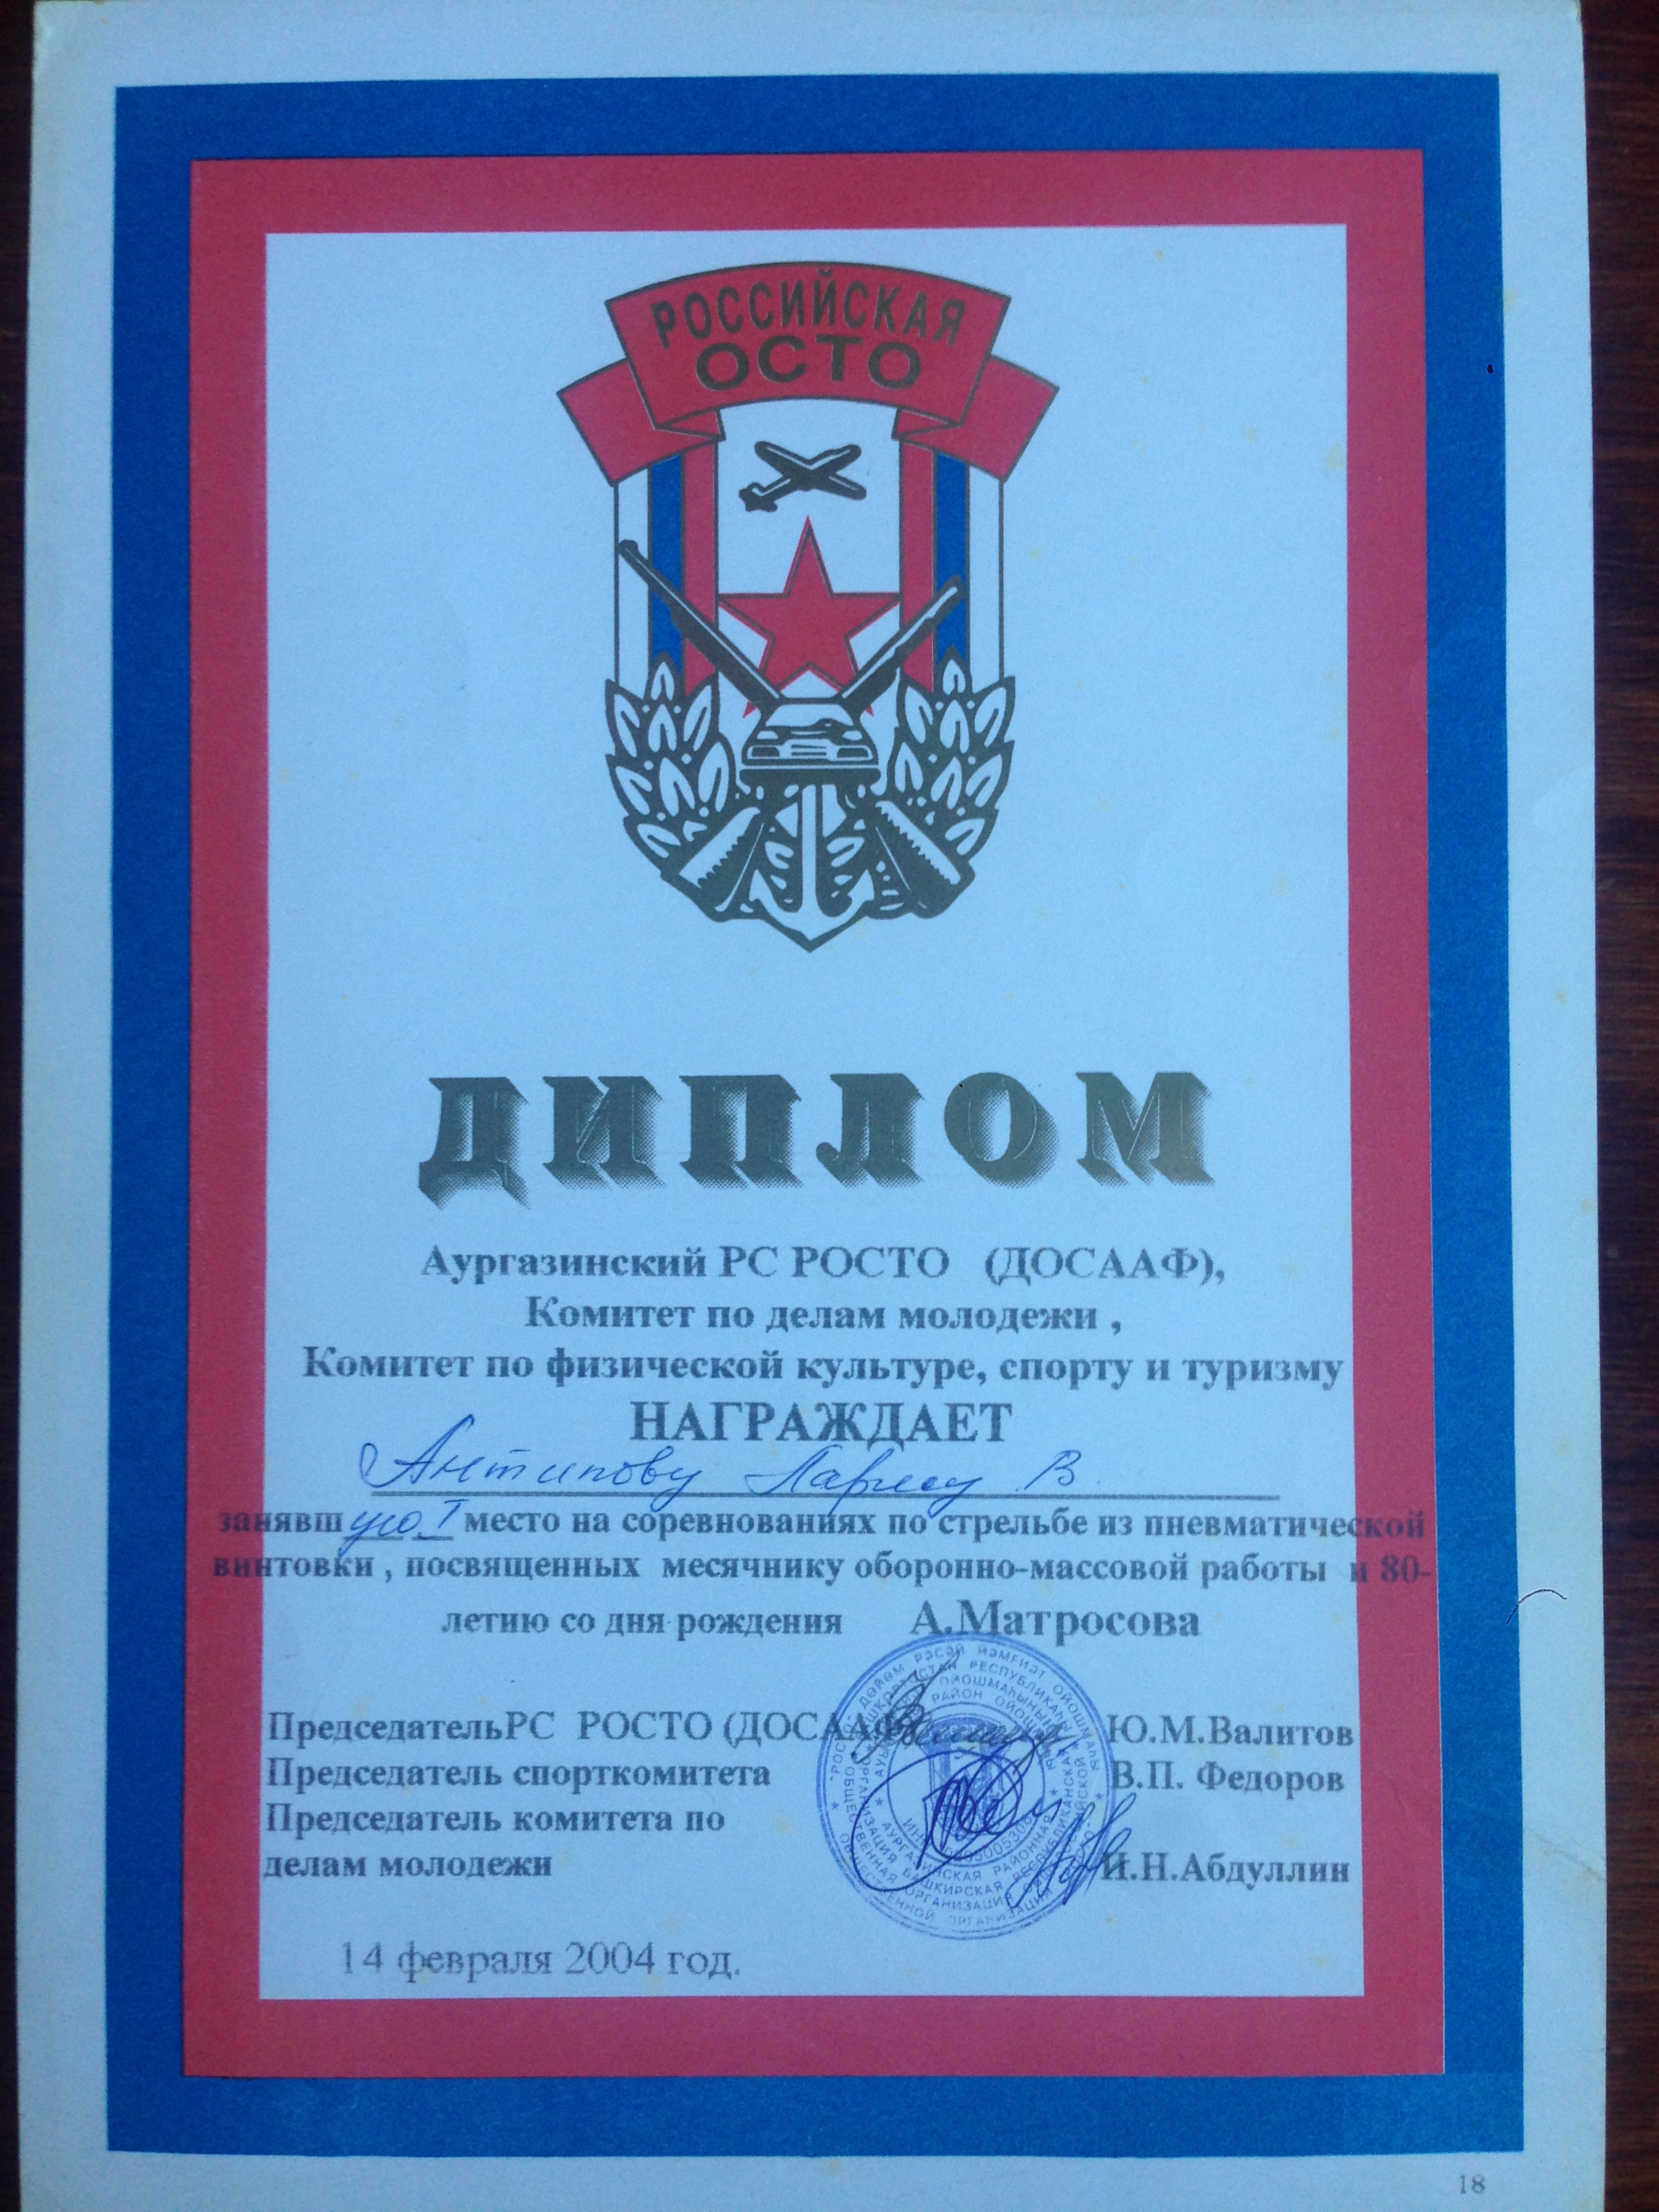 РОССИЙСКАЯ
ОСТО
ДИПЛОМ
Аургазинский РС РОСТО (ДОСААФ),
Комитет по делам молодежи ,
Комитет по физической культуре, спорту и туризму
НАГРАЖДАЕТ
Антипову Ларису В.
занявшую I место на соревнованиях по стрельбе из пневматической
винтовки , посвященных месячнику оборонно-массовой работы и 80-
летию со дня рождения А.Матросова
ПредседательРС РОСТО (ДОСААФ) Ю.М.Валитов
Председатель спорткомитета В.П. Федоров
Председатель комитета по
делам молодежи И.Н.Абдуллин
14 февраля 2004 год.
18